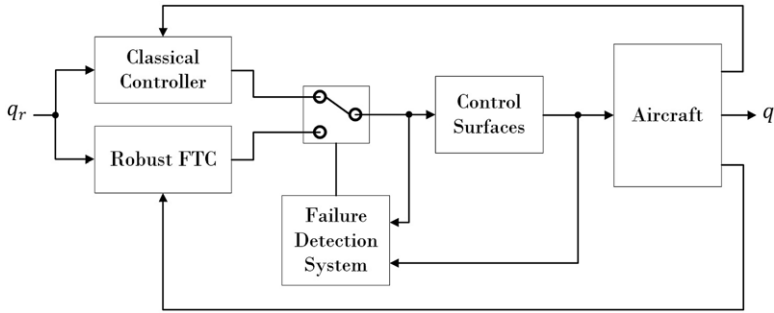 Classical
Controller
q_r
Robust FTC
Failure
Detection
System
Control
Surfaces
Aircraft
q